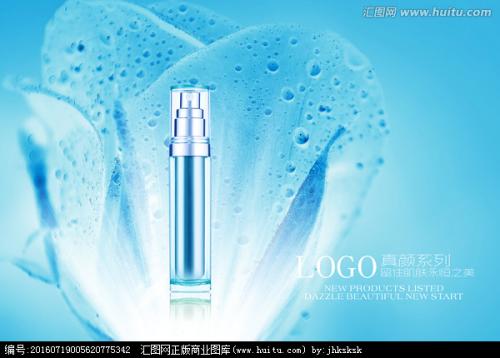 汇图网 www.huitu.com
LOGO 真颜系列
留住肌肤永恒之美
NEW PRODUCTS LISTED
DAZZLE BEAUTIFUL NEW START
编号:20160719005620775342 汇图网正版商业图库(www.huitu.com) by:jhksksk